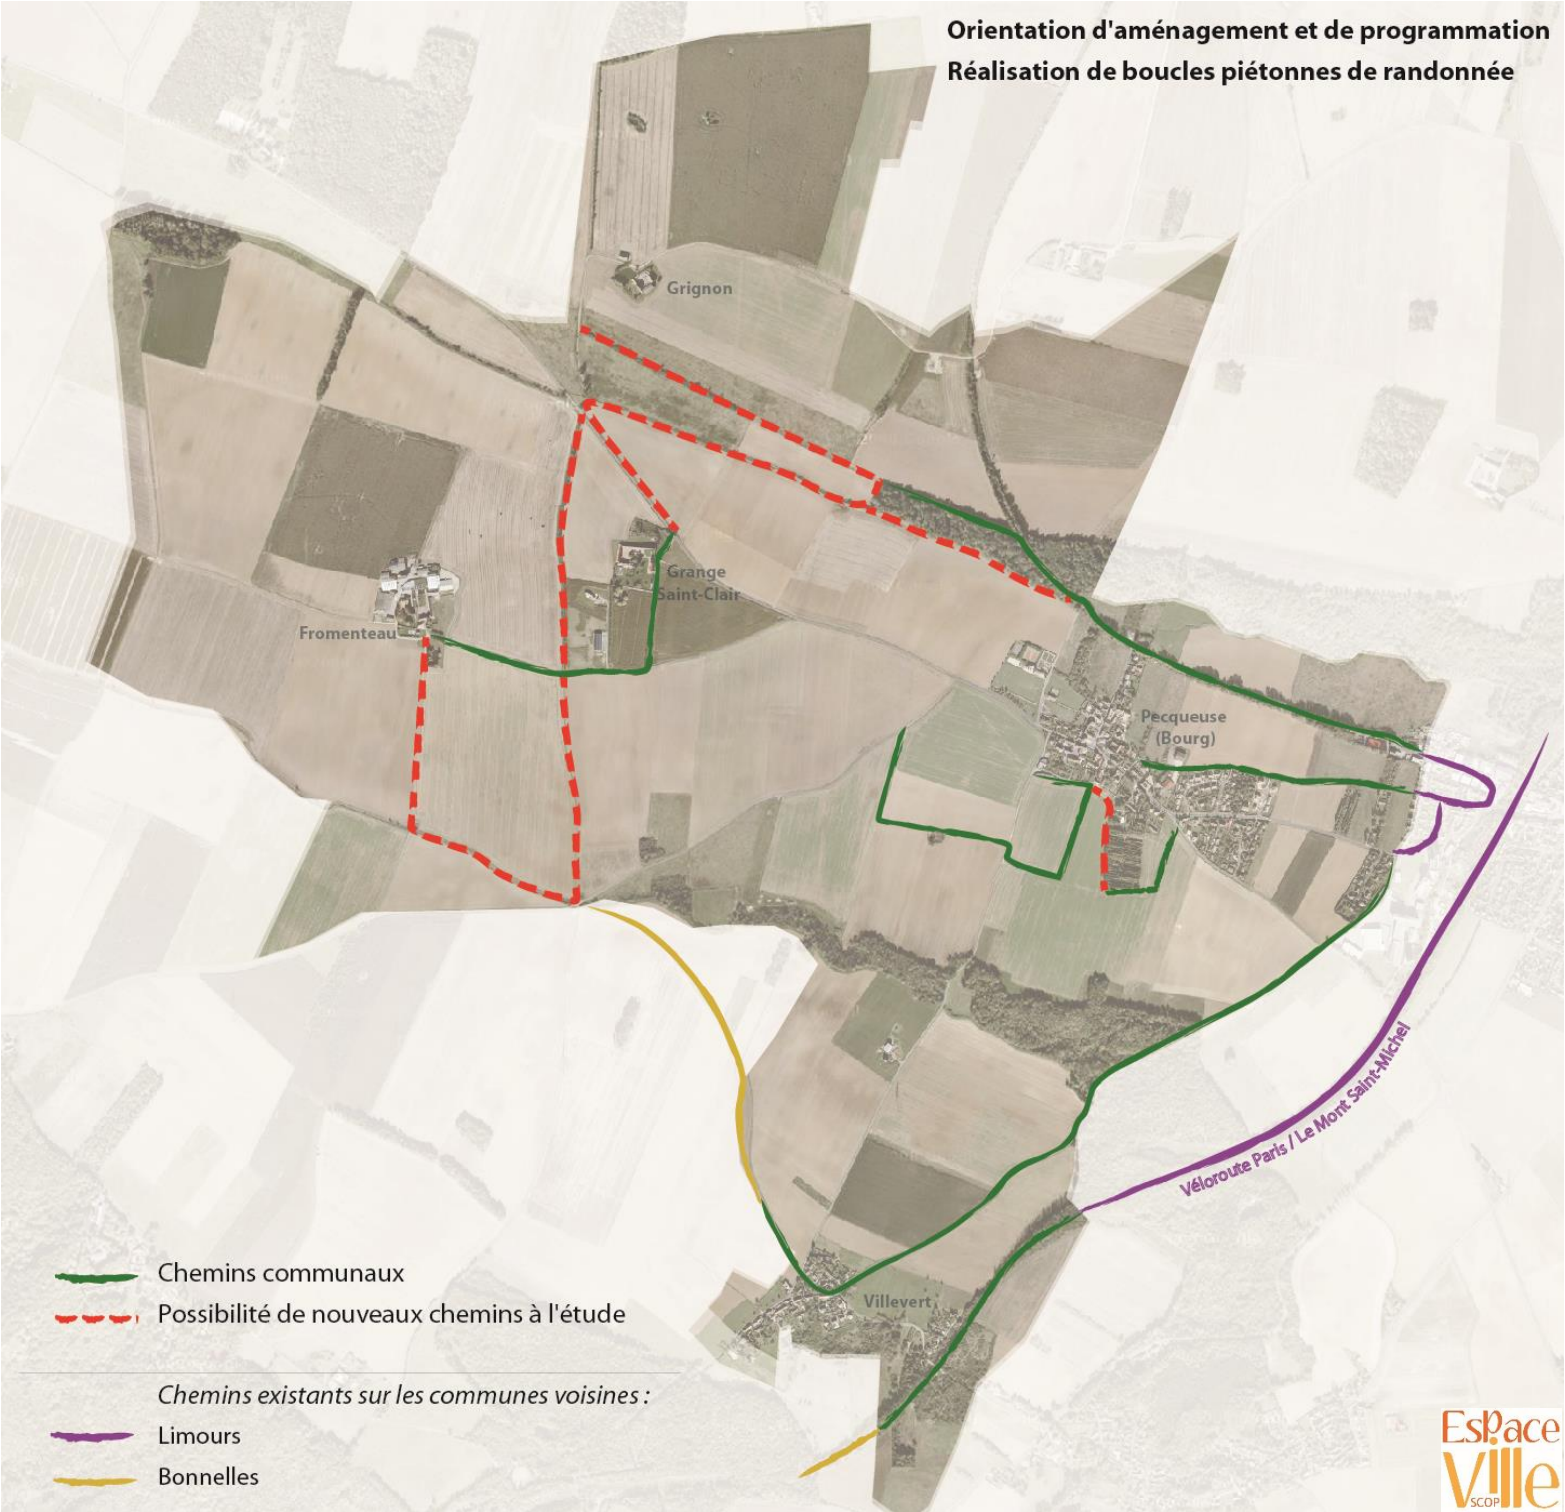 Orientation d'aménagement et de programmation
Réalisation de boucles piétonnes de randonnée
Grignon
Grange
Saint-Clair
Fromenteau
Pecqueuse
(Bourg)
Véloroute Paris / Le Mont Saint-Michel
Villevert
Chemins communaux
Possibilité de nouveaux chemins à l'étude
Chemins existants sur les communes voisines :
Limours
Bonnelles
Espace
Ville
SCOP